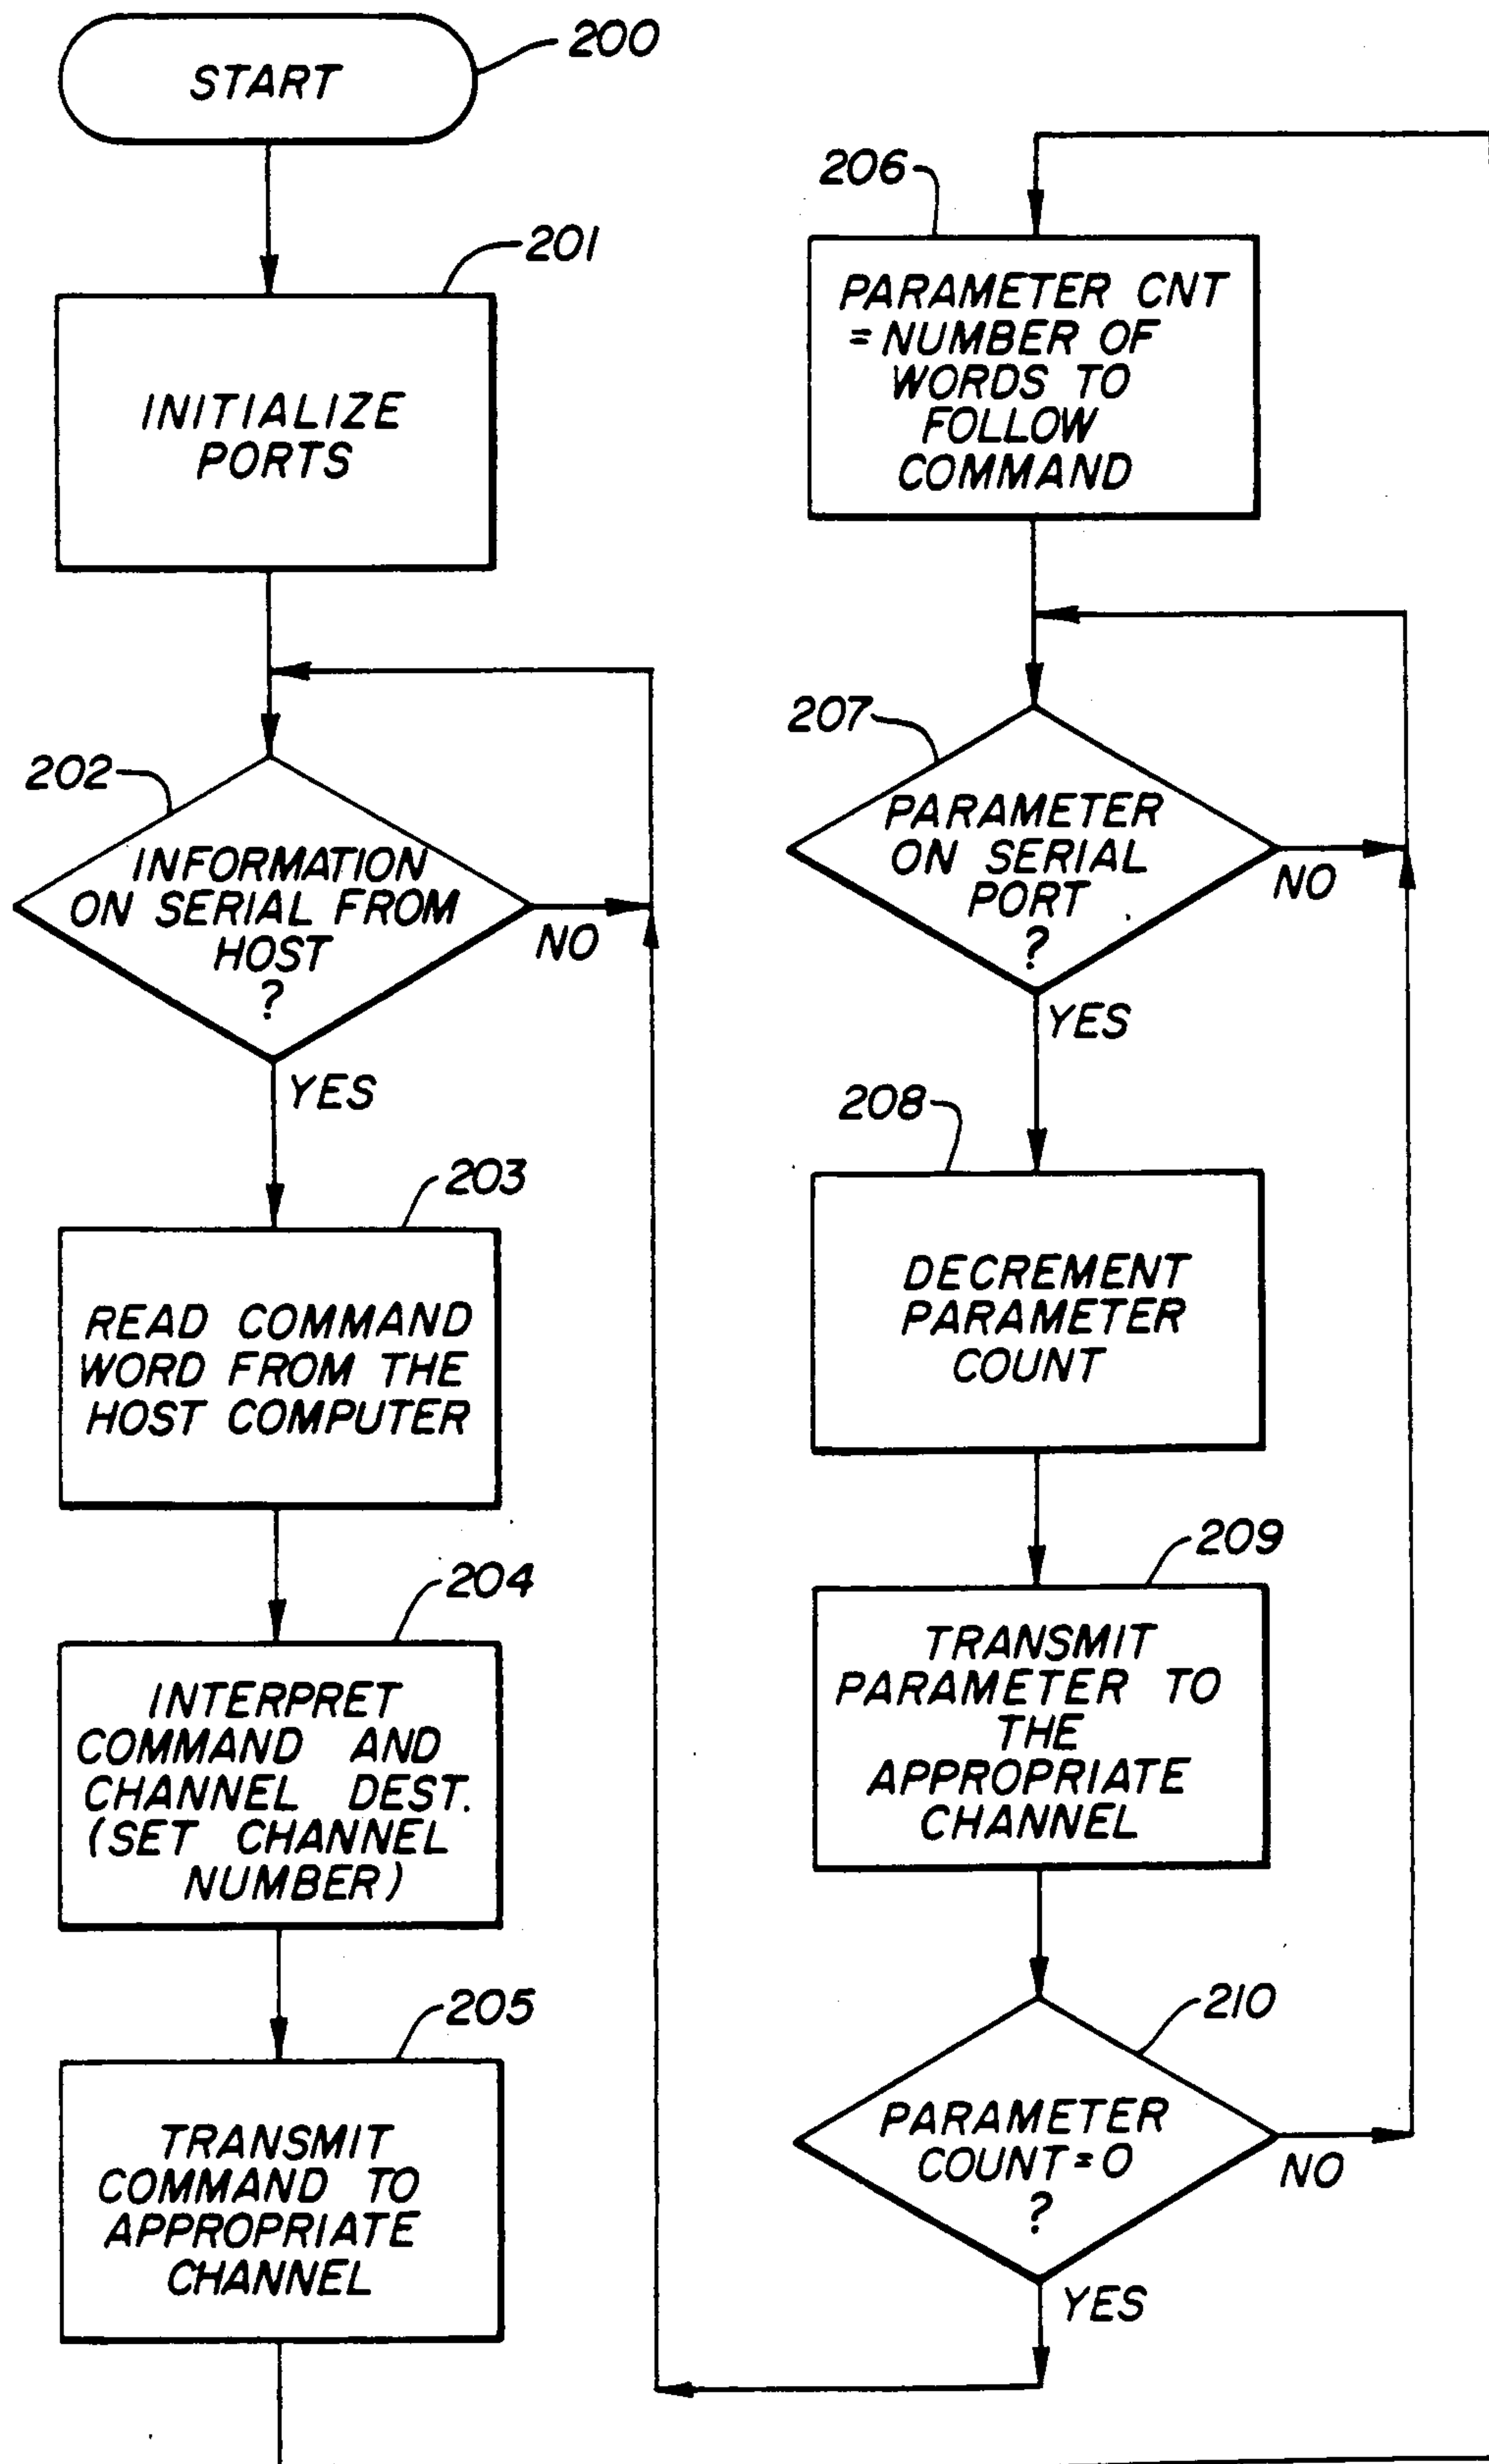 200
START
201
INITIALIZE
PORTS
202
INFORMATION
ON SERIAL FROM
HOST
?
NO
YES
203
READ COMMAND
WORD FROM THE
HOST COMPUTER
204
INTERPRET
COMMAND AND
CHANNEL DEST.
(SET CHANNEL
NUMBER)
205
TRANSMIT
COMMAND TO
APPROPRIATE
CHANNEL
206
PARAMETER CNT
=NUMBER OF
WORDS TO
FOLLOW
COMMAND
207
PARAMETER
ON SERIAL
PORT
?
NO
YES
208
DECREMENT
PARAMETER
COUNT
209
TRANSMIT
PARAMETER TO
THE
APPROPRIATE
CHANNEL
210
PARAMETER
COUNT=0
?
NO
YES